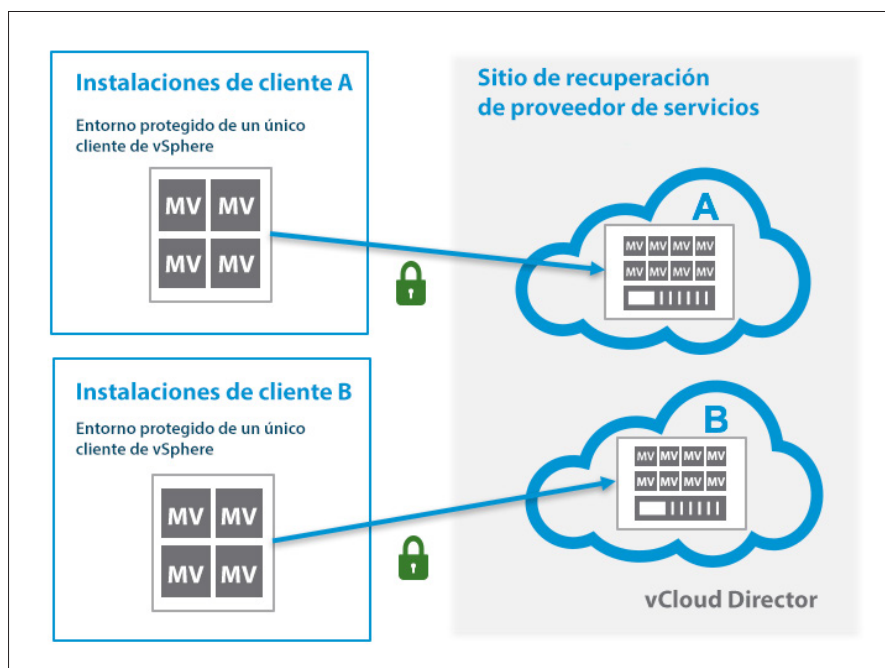 Instalaciones de cliente A
Entorno protegido de un único
cliente de vSphere
MV MV
MV MV
Instalaciones de cliente B
Entorno protegido de un único
cliente de vSphere
MV MV
MV MV
Sitio de recuperación
de proveedor de servicios
A
MV MV MV MV
MV MV MV MV
B
MV MV MV MV
MV MV MV MV
vCloud Director